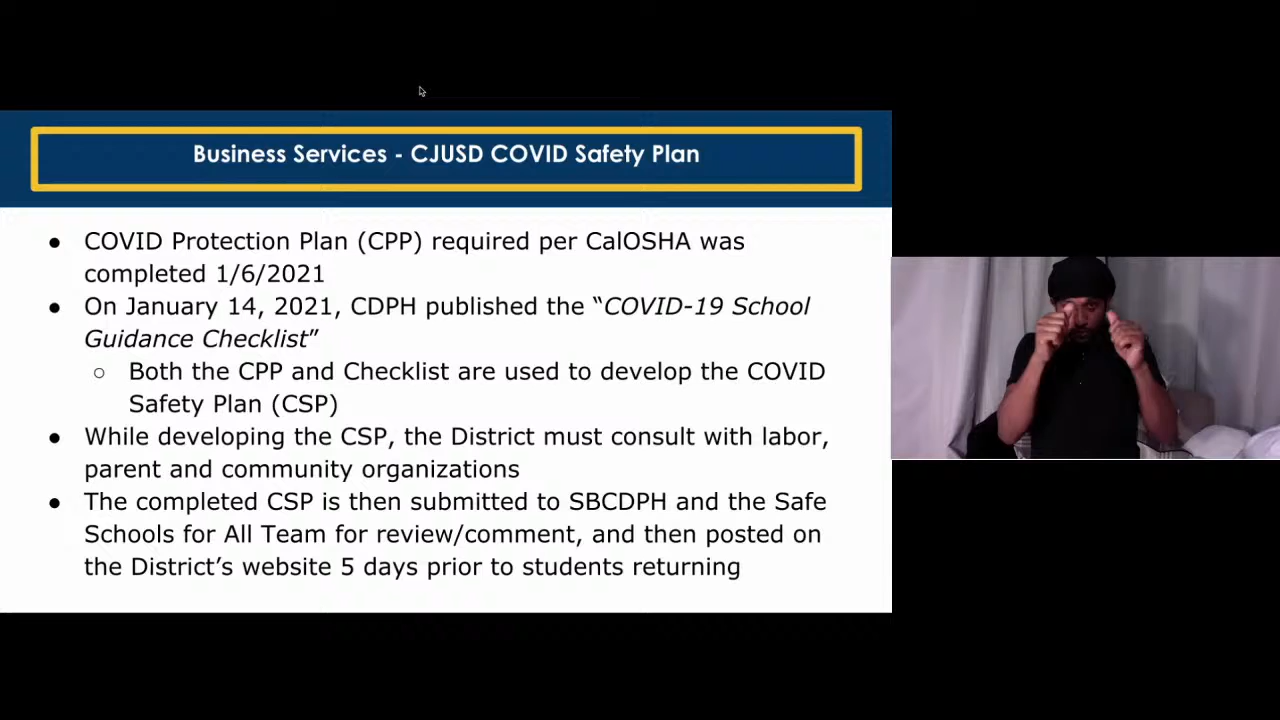 Business Services - CJUSD COVID Safety Plan
● COVID Protection Plan (CPP) required per CalOSHA was
completed 1/6/2021
● On January 14, 2021, CDPH published the “COVID-19 School
Guidance Checklist”
○ Both the CPP and Checklist are used to develop the COVID
Safety Plan (CSP)
● While developing the CSP, the District must consult with labor,
parent and community organizations
● The completed CSP is then submitted to SBCDPH and the Safe
Schools for All Team for review/comment, and then posted on
the District’s website 5 days prior to students returning